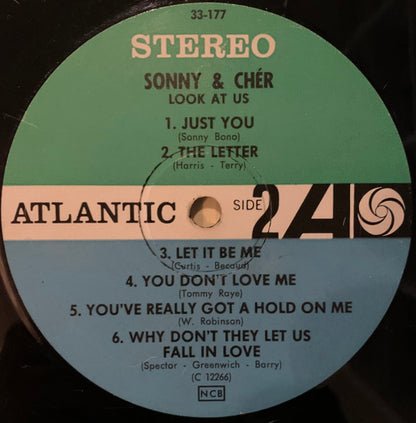 33-177
STEREO
SONNY & CHÉR
LOOK AT US
1. JUST YOU
(Sonny Bono)
2. THE LETTER
(Harris - Terry)
ATLANTIC SIDE 2 A
3. LET IT BE ME
(Curtis - Becaud)
4. YOU DON'T LOVE ME
(Tommy Raye)
5. YOU'VE REALLY GOT A HOLD ON ME
(W. Robinson)
6. WHY DON'T THEY LET US
FALL IN LOVE
(Spector - Greenwich - Barry)
(C 12266)
NCB